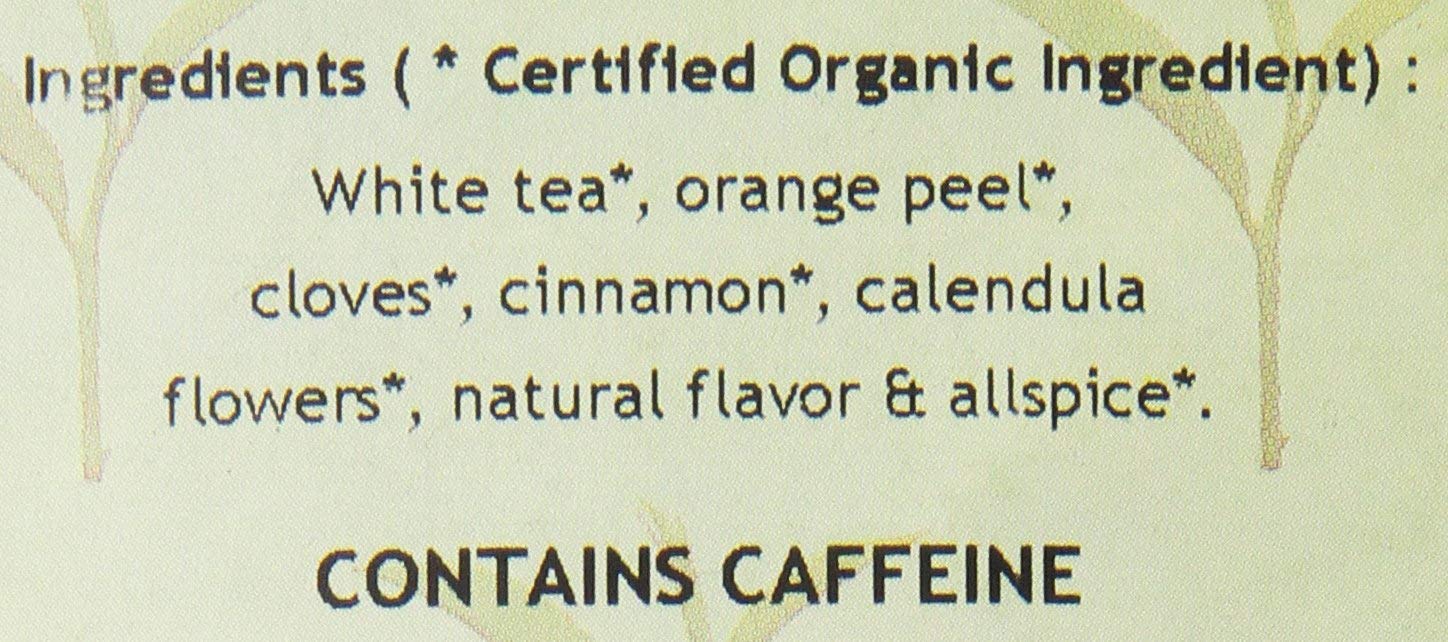 Ingredients ( * Certified Organic Ingredient) :
White tea*, orange peel*,
cloves*, cinnamon*, calendula
flowers*, natural flavor & allspice*.
CONTAINS CAFFEINE